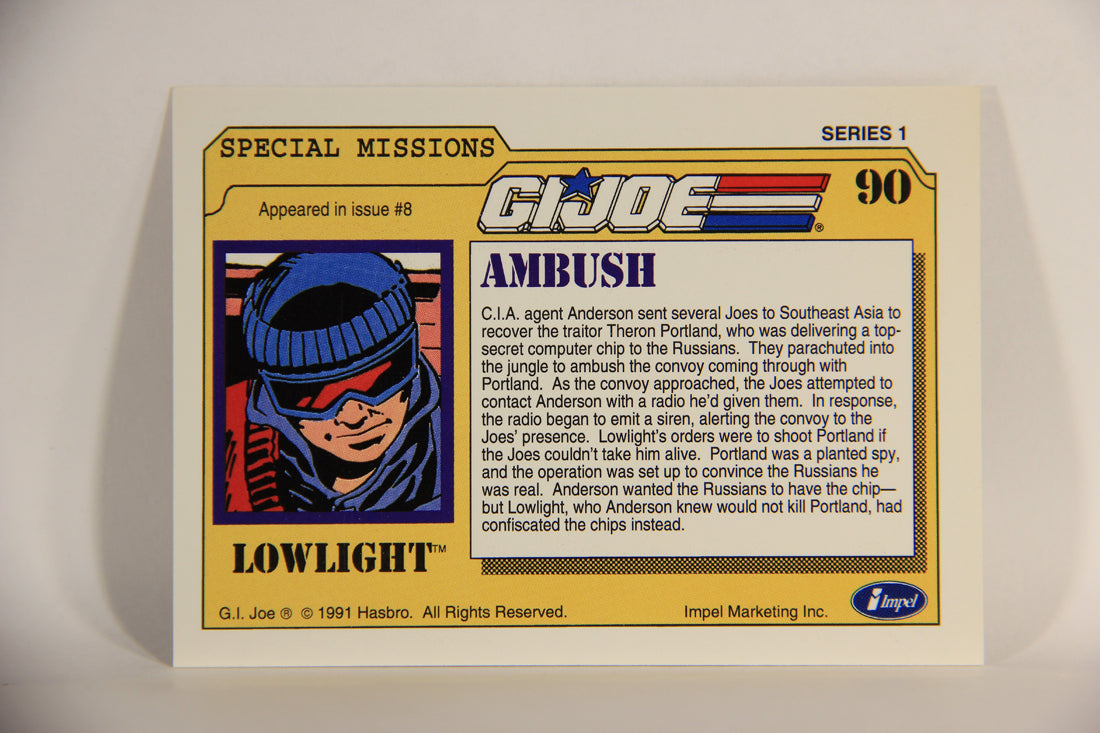 SERIES 1
SPECIAL MISSIONS
G.I. JOE ®
90
Appeared in issue #8
AMBUSH
C.I.A. agent Anderson sent several Joes to Southeast Asia to
recover the traitor Theron Portland, who was delivering a top-
secret computer chip to the Russians. They parachuted into
the jungle to ambush the convoy coming through with
Portland. As the convoy approached, the Joes attempted to
contact Anderson with a radio he'd given them. In response,
the radio began to emit a siren, alerting the convoy to the
Joes' presence. Lowlight's orders were to shoot Portland if
the Joes couldn't take him alive. Portland was a planted spy,
and the operation was set up to convince the Russians he
was real. Anderson wanted the Russians to have the chip—
but Lowlight, who Anderson knew would not kill Portland, had
confiscated the chips instead.
LOWLIGHT™
G.I. Joe ® © 1991 Hasbro. All Rights Reserved.
Impel Marketing Inc.
Impel